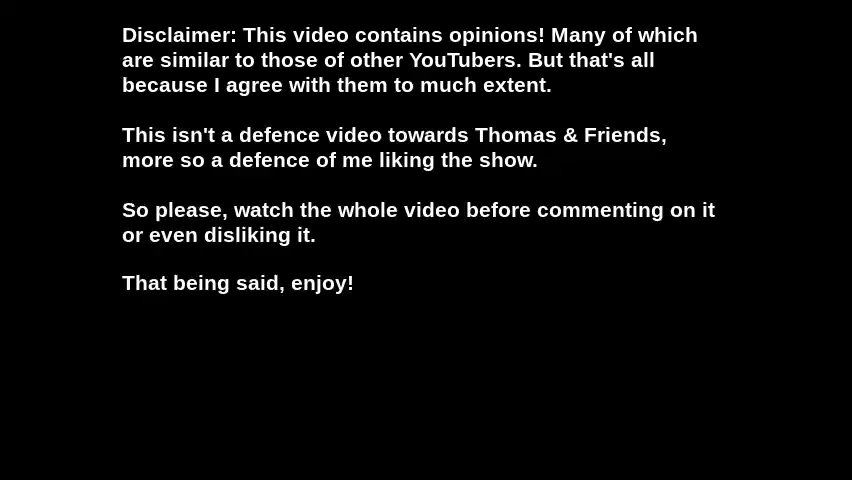 Disclaimer: This video contains opinions! Many of which
are similar to those of other YouTubers. But that's all
because I agree with them to much extent.
This isn't a defence video towards Thomas & Friends,
more so a defence of me liking the show.
So please, watch the whole video before commenting on it
or even disliking it.
That being said, enjoy!